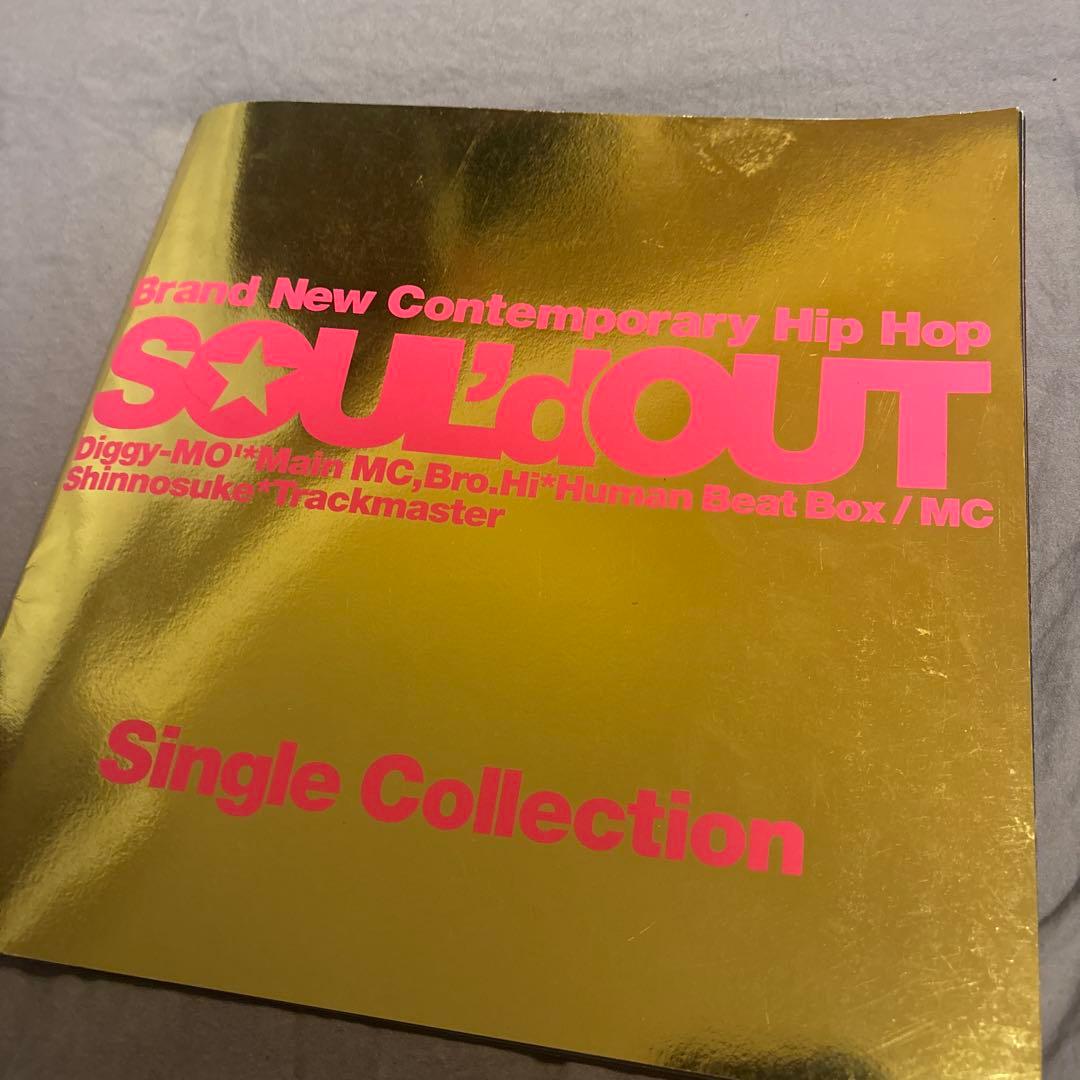 Brand New Contemporary Hip Hop
SOUL'dOUT
Diggy-MO'*Main MC,Bro.Hi*Human Beat Box / MC
Shinnosuke*Trackmaster
Single Collection